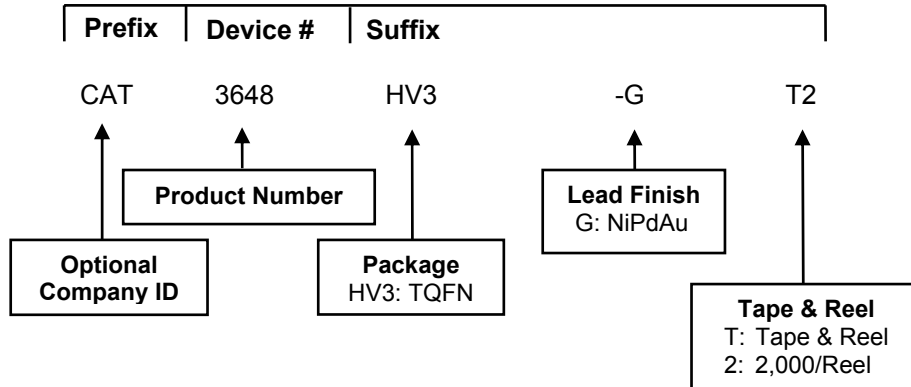 Prefix Device # Suffix
CAT 3648 HV3 -G T2
Product Number
Lead Finish
G: NiPdAu
Optional
Company ID
Package
HV3: TQFN
Tape & Reel
T: Tape & Reel
2: 2,000/Reel